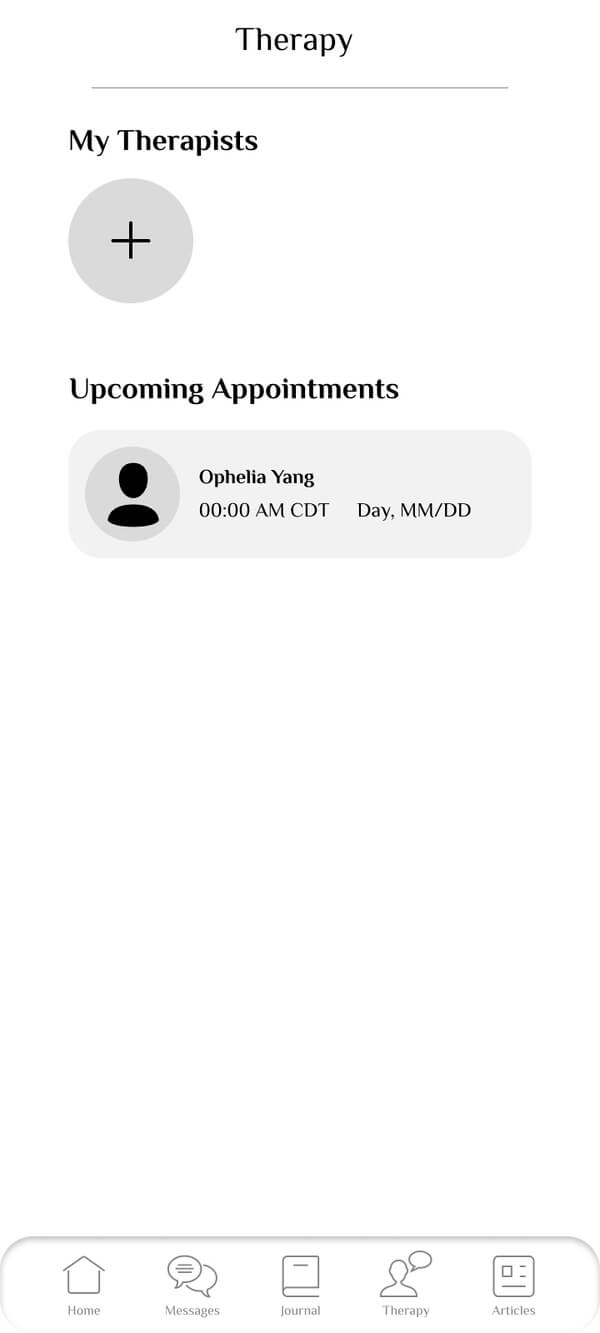 Therapy
My Therapists
Upcoming Appointments
Ophelia Yang
00:00 AM CDT Day, MM/DD
Home Messages Journal Therapy Articles